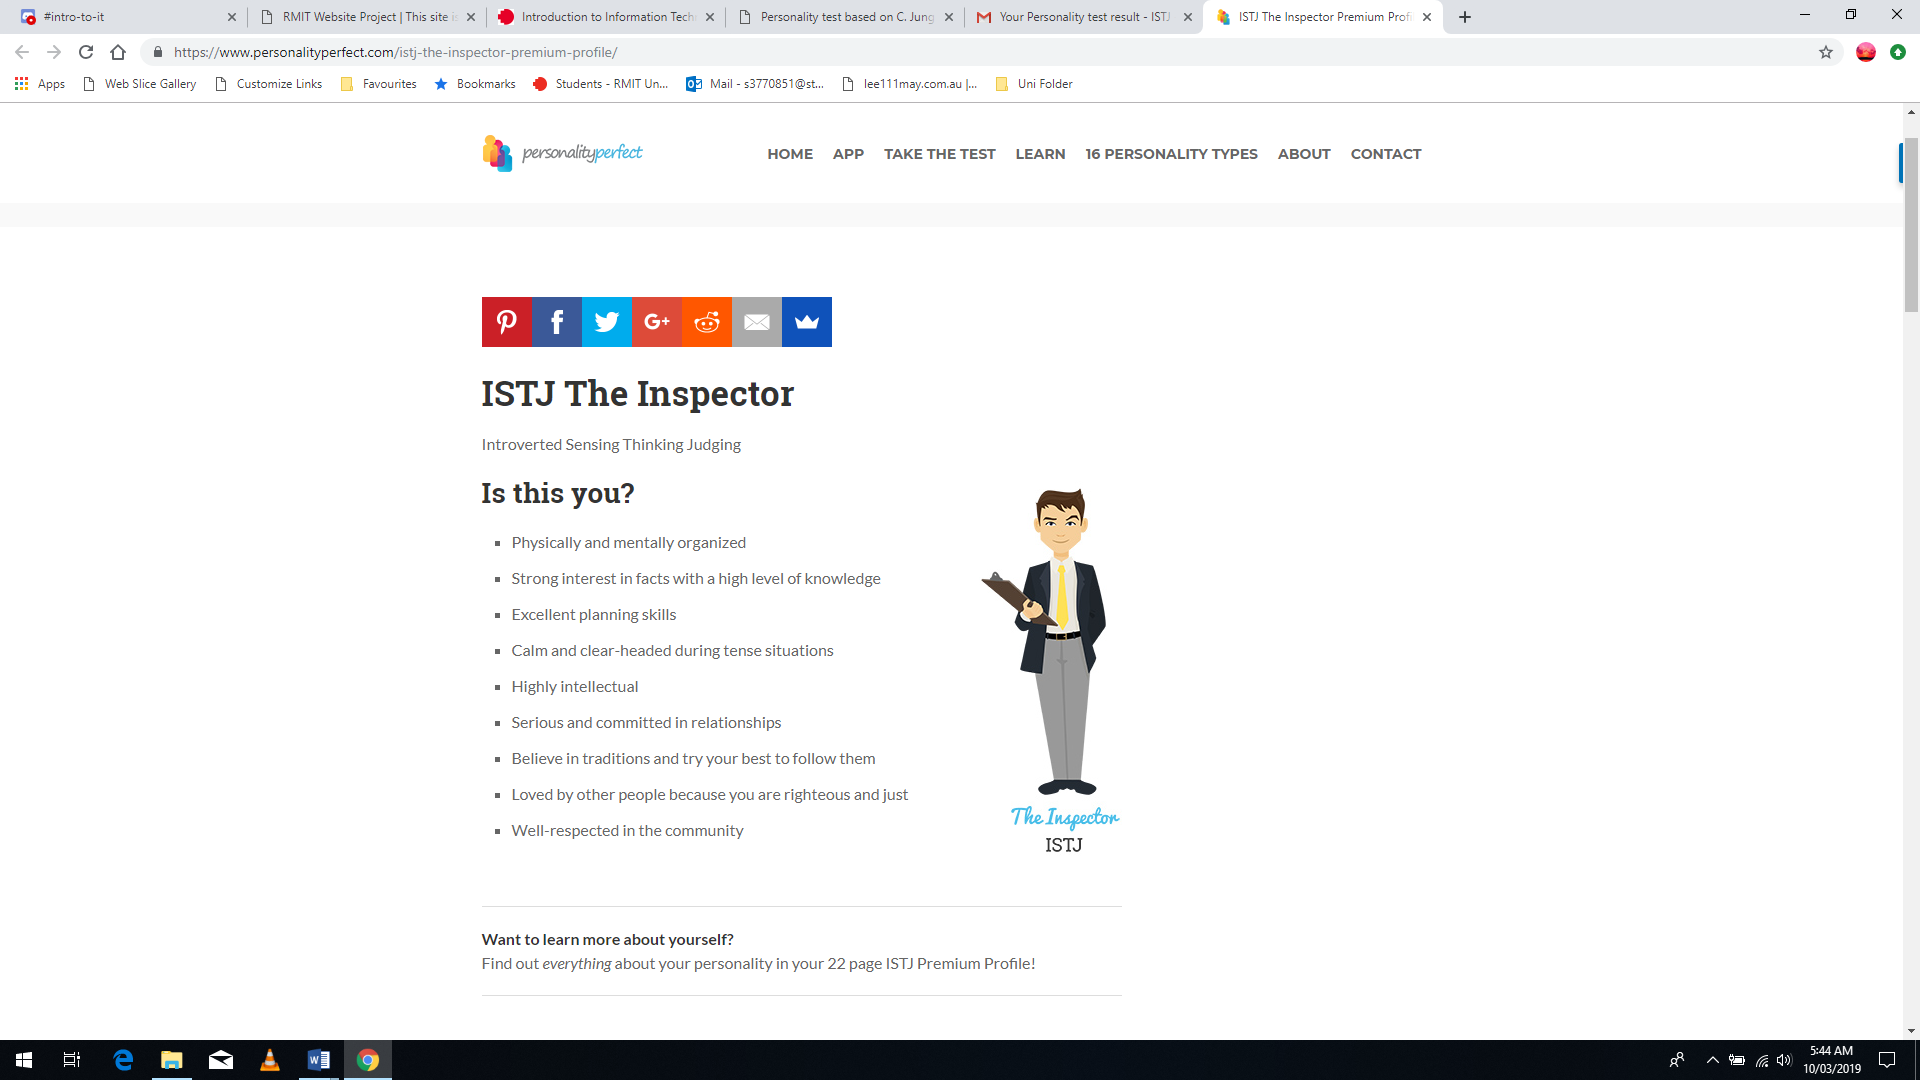 #intro-to-it
RMIT Website Project | This site is
Introduction to Information Tech
Personality test based on C. Jung
Your Personality test result - ISTJ
ISTJ The Inspector Premium Profi
https://www.personalityperfect.com/istj-the-inspector-premium-profile/
Apps Web Slice Gallery Customize Links Favourites Bookmarks Students - RMIT Un... Mail - s3770851@st... lee111may.com.au |... Uni Folder
personalityperfect
HOME APP TAKE THE TEST LEARN 16 PERSONALITY TYPES ABOUT CONTACT
G+
ISTJ The Inspector
Introverted Sensing Thinking Judging
Is this you?
Physically and mentally organized
Strong interest in facts with a high level of knowledge
Excellent planning skills
Calm and clear-headed during tense situations
Highly intellectual
Serious and committed in relationships
Believe in traditions and try your best to follow them
Loved by other people because you are righteous and just
Well-respected in the community
The Inspector
ISTJ
Want to learn more about yourself?
Find out everything about your personality in your 22 page ISTJ Premium Profile!
5:44 AM
10/03/2019